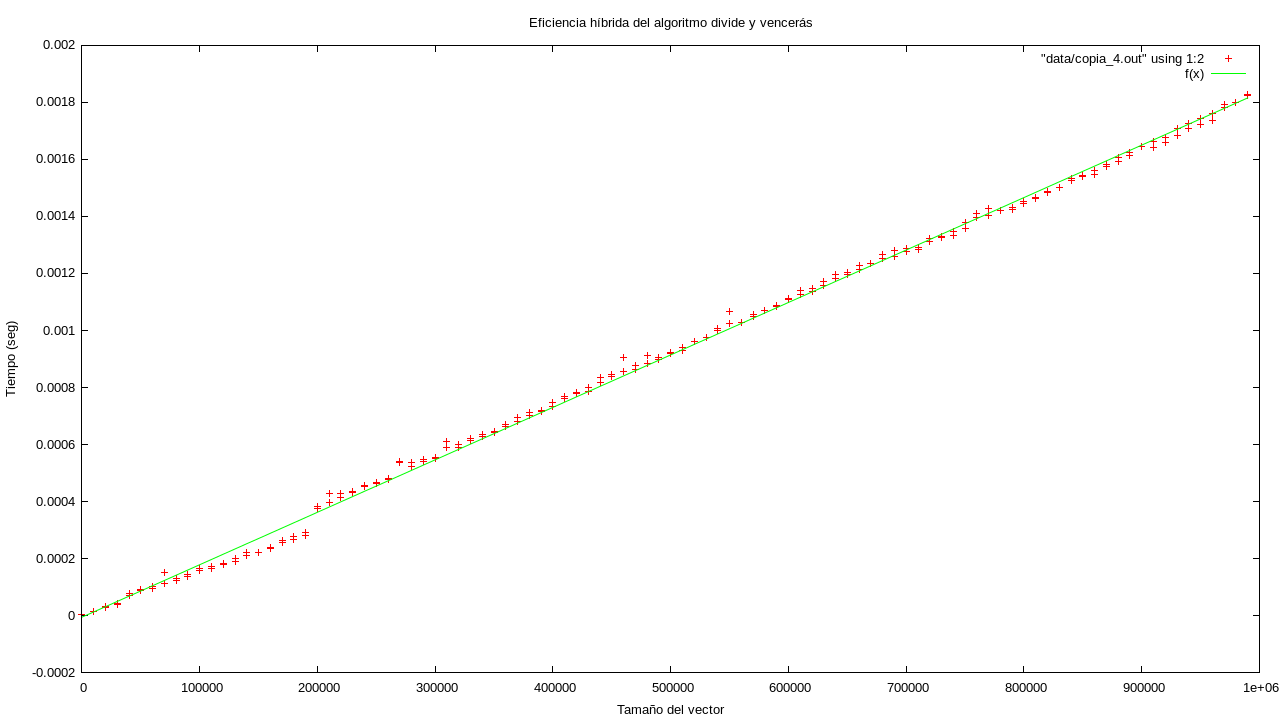 Eficiencia híbrida del algoritmo divide y vencerás
"data/copia_4.out" using 1:2
f(x)
0.002
0.0018
0.0016
0.0014
0.0012
0.001
0.0008
0.0006
0.0004
0.0002
0
-0.0002
Tiempo (seg)
0 100000 200000 300000 400000 500000 600000 700000 800000 900000 1e+06
Tamaño del vector